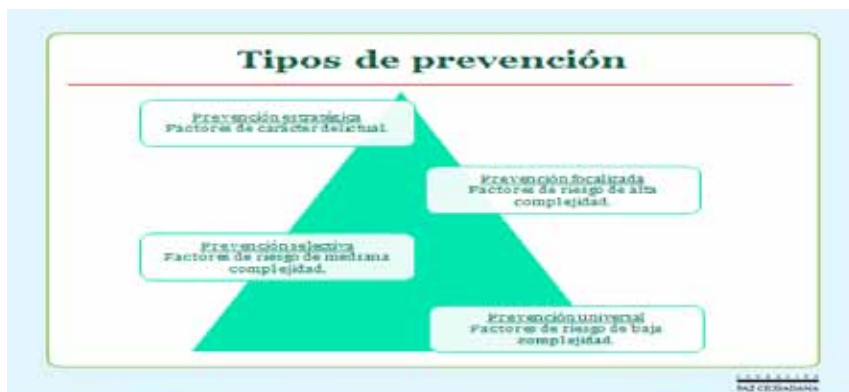 Tipos de prevención
Prevención estratégica
Factores de carácter delictual.
Prevención focalizada
Factores de riesgo de alta
complejidad.
Prevención selectiva
Factores de riesgo de mediana
complejidad.
Prevención universal
Factores de riesgo de baja
complejidad.
FUNDACIÓN
PAZ CIUDADANA